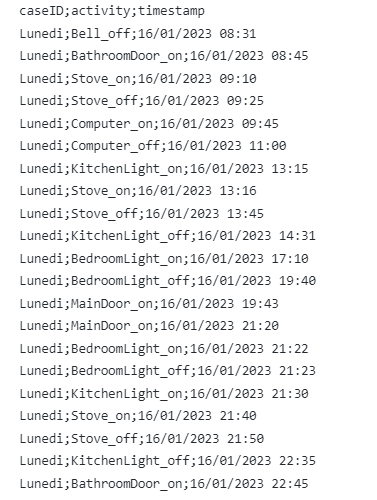 caseID;activity;timestamp
Lunedi;Bell_off;16/01/2023 08:31
Lunedi;BathroomDoor_on;16/01/2023 08:45
Lunedi;Stove_on;16/01/2023 09:10
Lunedi;Stove_off;16/01/2023 09:25
Lunedi;Computer_on;16/01/2023 09:45
Lunedi;Computer_off;16/01/2023 11:00
Lunedi;KitchenLight_on;16/01/2023 13:15
Lunedi;Stove_on;16/01/2023 13:16
Lunedi;Stove_off;16/01/2023 13:45
Lunedi;KitchenLight_off;16/01/2023 14:31
Lunedi;BedroomLight_on;16/01/2023 17:10
Lunedi;BedroomLight_off;16/01/2023 19:40
Lunedi;MainDoor_on;16/01/2023 19:43
Lunedi;MainDoor_on;16/01/2023 21:20
Lunedi;BedroomLight_on;16/01/2023 21:22
Lunedi;BedroomLight_off;16/01/2023 21:23
Lunedi;KitchenLight_on;16/01/2023 21:30
Lunedi;Stove_on;16/01/2023 21:40
Lunedi;Stove_off;16/01/2023 21:50
Lunedi;KitchenLight_off;16/01/2023 22:35
Lunedi;BathroomDoor_on;16/01/2023 22:45